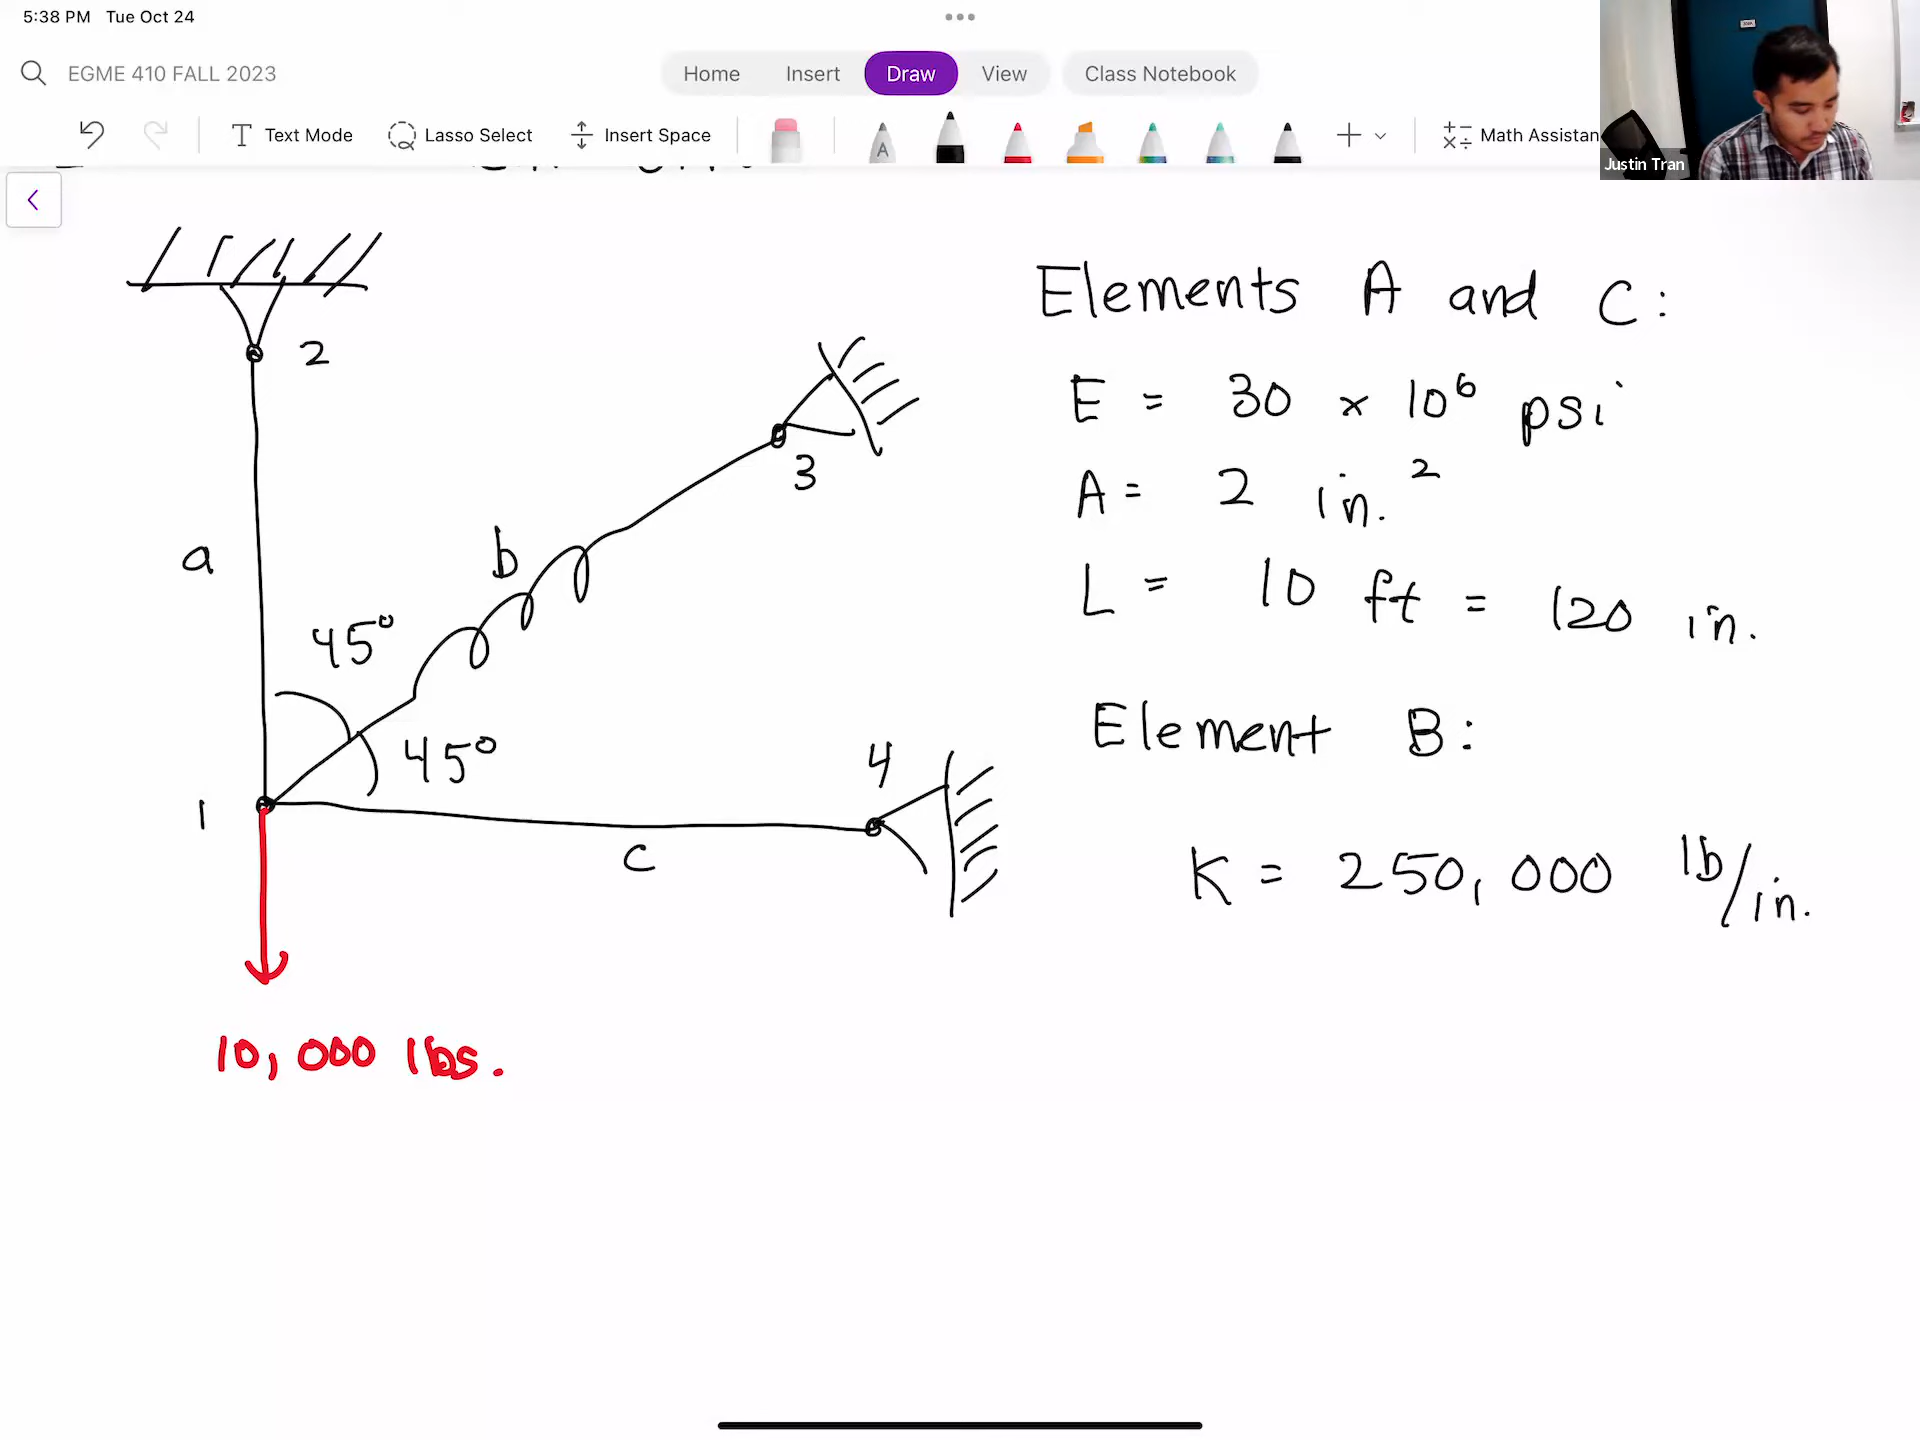 5:38 PM Tue Oct 24
EGME 410 FALL 2023
Home Insert Draw View Class Notebook
T Text Mode Lasso Select Insert Space A Math Assistan
Justin Tran
2
3
a
b
45°
45°
1
c
4
10,000 lbs.
Elements A and C:
E = 30 x 10⁶ psi
A = 2 in.²
L = 10 ft = 120 in.
Element B:
K = 250,000 lb/in.